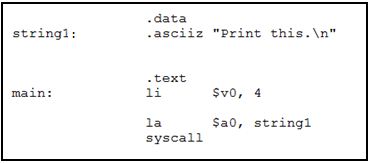 .data
string1: .asciiz "Print this.\n"
.text
main: li $v0, 4
la $a0, string1
syscall